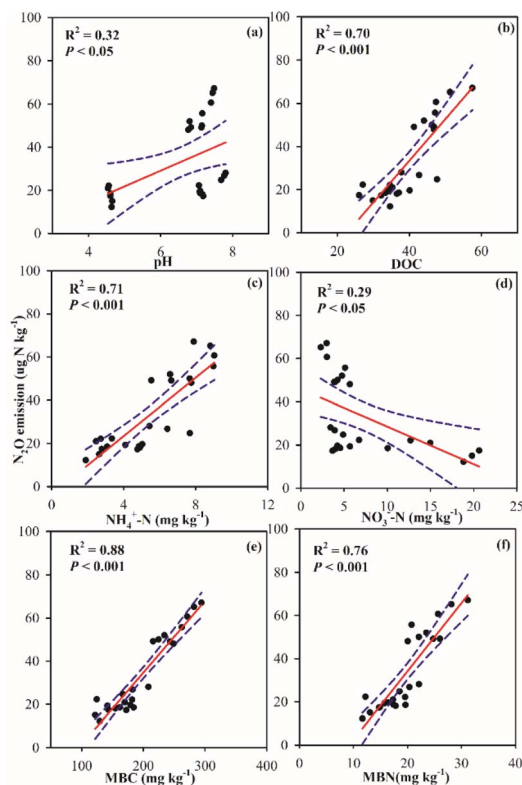 R² = 0.32
P < 0.05
(a)
100
80
60
40
20
0
4
6
8
pH
R² = 0.70
P < 0.001
(b)
100
80
60
40
20
0
20
40
60
80
DOC
N₂O emission (ug N kg⁻¹)
R² = 0.71
P < 0.001
(c)
100
80
60
40
20
0
0
3
6
9
12
NH₄⁺-N (mg kg⁻¹)
R² = 0.29
P < 0.05
(d)
100
80
60
40
20
0
0
5
10
15
20
25
NO₃⁻-N (mg kg⁻¹)
R² = 0.88
P < 0.001
(e)
100
80
60
40
20
0
100
200
300
400
MBC (mg kg⁻¹)
R² = 0.76
P < 0.001
(f)
100
80
60
40
20
0
0
10
20
30
40
MBN(mg kg⁻¹)